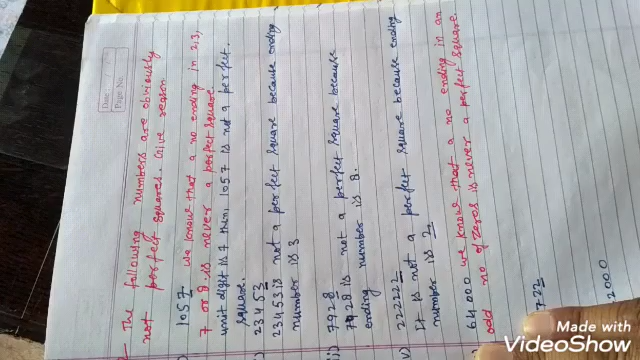 Date
Page No.
2- The following numbers are obviously
not perfect squares. Give reason
1057 we know that a no ending in 2,3,
7 or 8 is never a perfect square
unit digit is 7 then 1057 is not a perfect
square.
23453
23453 is not a perfect square because ending
number is 3
7928
7928 is not a perfect square because
ending number is 8.
222222
It is not a perfect square because ending
number is 2
64000 we know that a no ending in an
odd no of zeros is never a perfect square.
722
2000
Made with
VideoShow